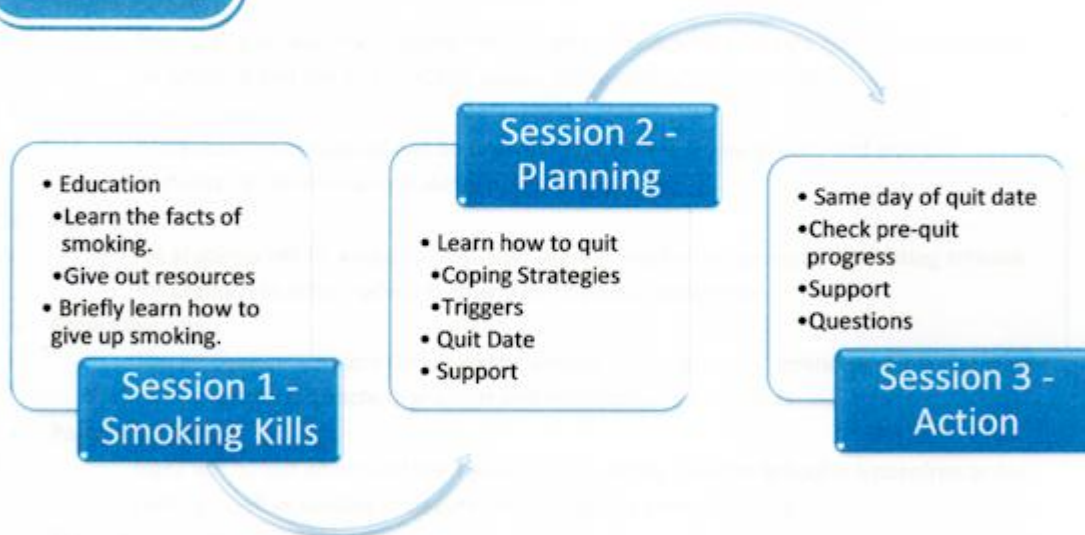 • Education
•Learn the facts of
smoking.
•Give out resources
• Briefly learn how to
give up smoking.
Session 1 -
Smoking Kills
Session 2 -
Planning
• Learn how to quit
•Coping Strategies
•Triggers
• Quit Date
• Support
• Same day of quit date
•Check pre-quit
progress
•Support
•Questions
Session 3 -
Action